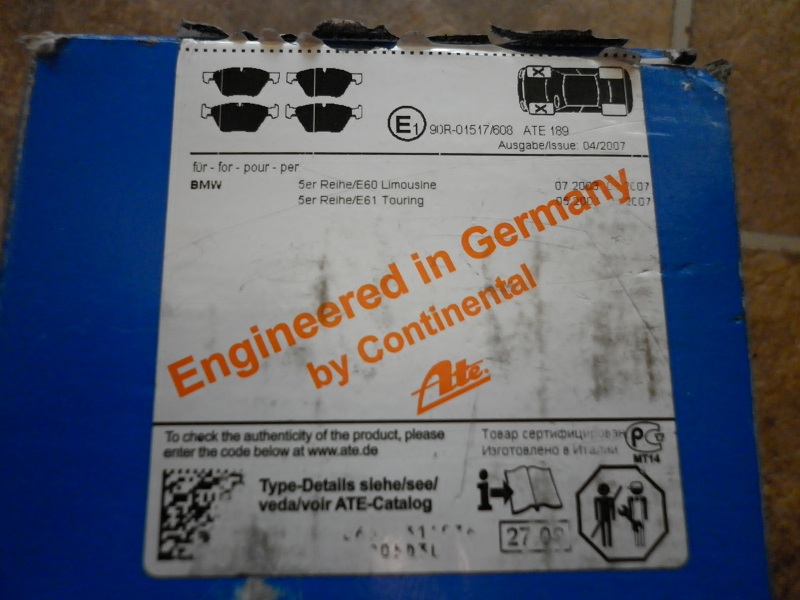 E1 90R-01517/608 ATE 189
Ausgabe/Issue: 04/2007
für - for - pour - per
BMW 5er Reihe/E60 Limousine 07 2007
5er Reihe/E61 Touring 2007
Engineered in Germany
by Continental
Ate
To check the authenticity of the product, please
enter the code below at www.ate.de
Товар сертифицирован
Изготовлено в Италии
МТ14
Type-Details siehe/see/
veda/voir ATE-Catalog